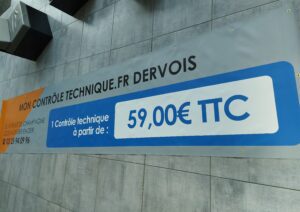 MON CONTRÔLE TECHNIQUE.FR DERVOIS
1 Contrôle technique
à partir de :
59,00€ TTC